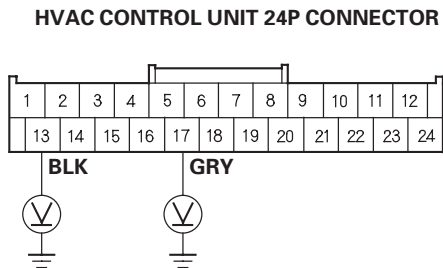 HVAC CONTROL UNIT 24P CONNECTOR
1 2 3 4 5 6 7 8 9 10 11 12
13 14 15 16 17 18 19 20 21 22 23 24
BLK GRY
V V